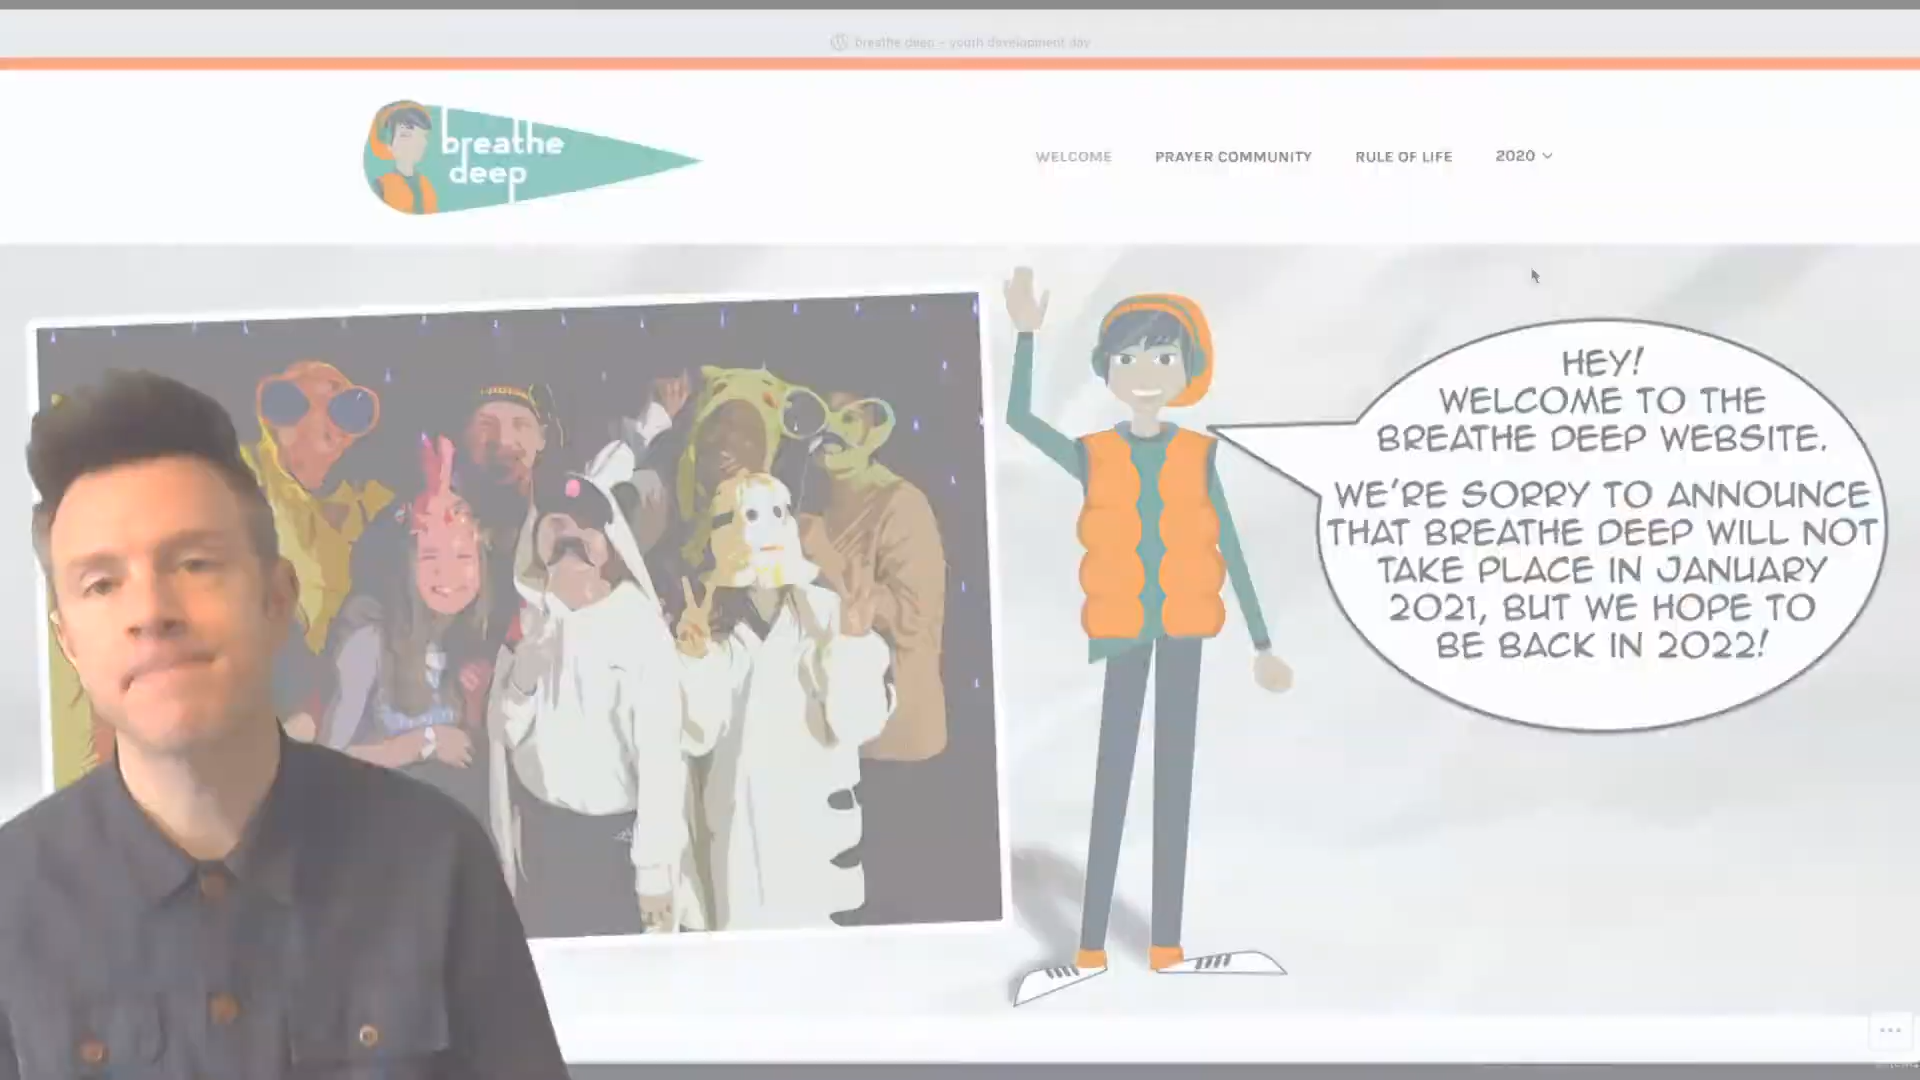 breathe deep – youth development day
breathe
deep
WELCOME PRAYER COMMUNITY RULE OF LIFE 2020
HEY!
WELCOME TO THE
BREATHE DEEP WEBSITE.
WE'RE SORRY TO ANNOUNCE
THAT BREATHE DEEP WILL NOT
TAKE PLACE IN JANUARY
2021, BUT WE HOPE TO
BE BACK IN 2022!